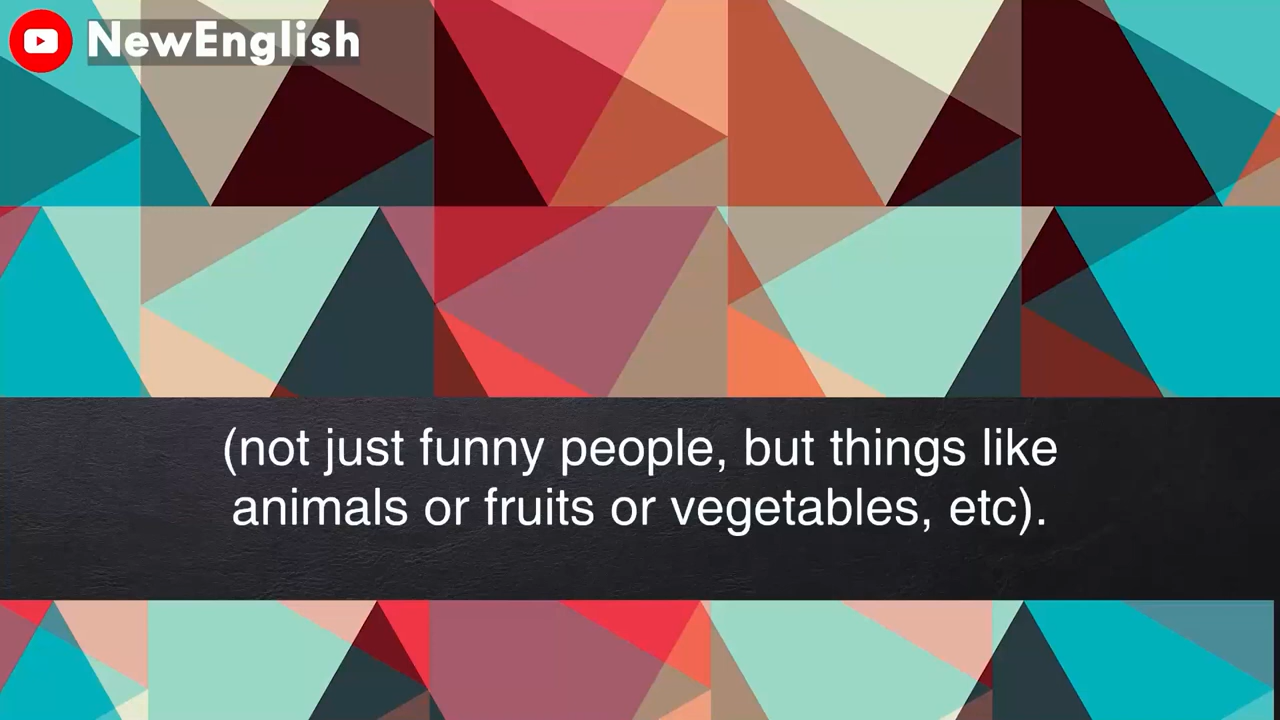 NewEnglish
(not just funny people, but things like
animals or fruits or vegetables, etc).